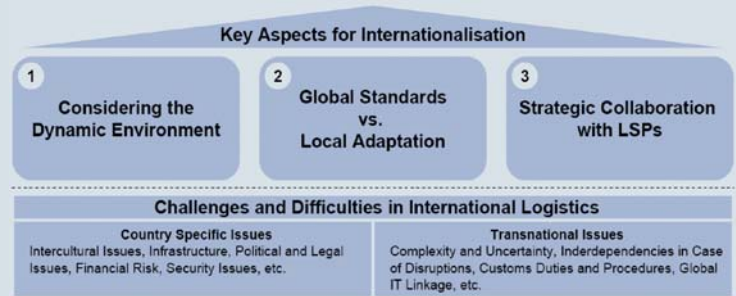 Key Aspects for Internationalisation
1
Considering the
Dynamic Environment
2
Global Standards
vs.
Local Adaptation
3
Strategic Collaboration
with LSPs
Challenges and Difficulties in International Logistics
Country Specific Issues
Intercultural Issues, Infrastructure, Political and Legal
Issues, Financial Risk, Security Issues, etc.
Transnational Issues
Complexity and Uncertainty, Inderdependencies in Case
of Disruptions, Customs Duties and Procedures, Global
IT Linkage, etc.